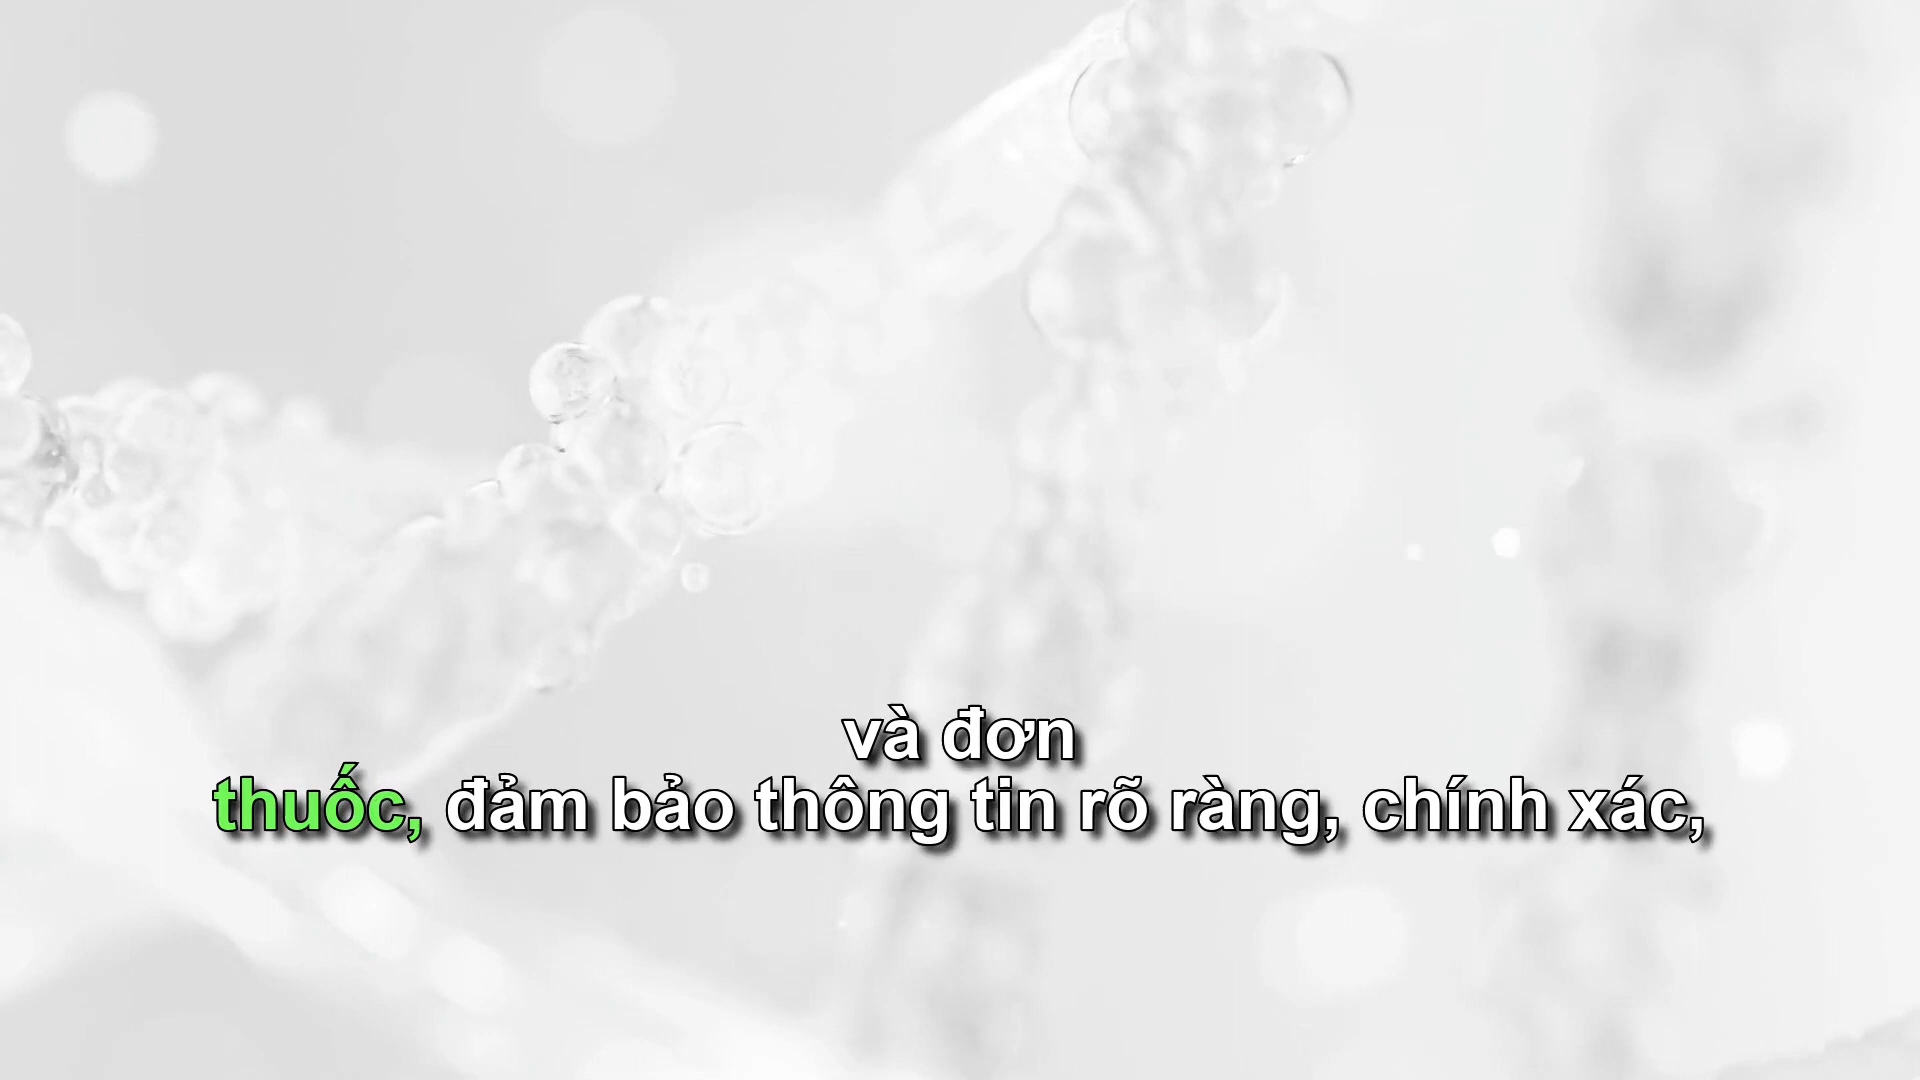 và đơn
thuốc, đảm bảo thông tin rõ ràng, chính xác,